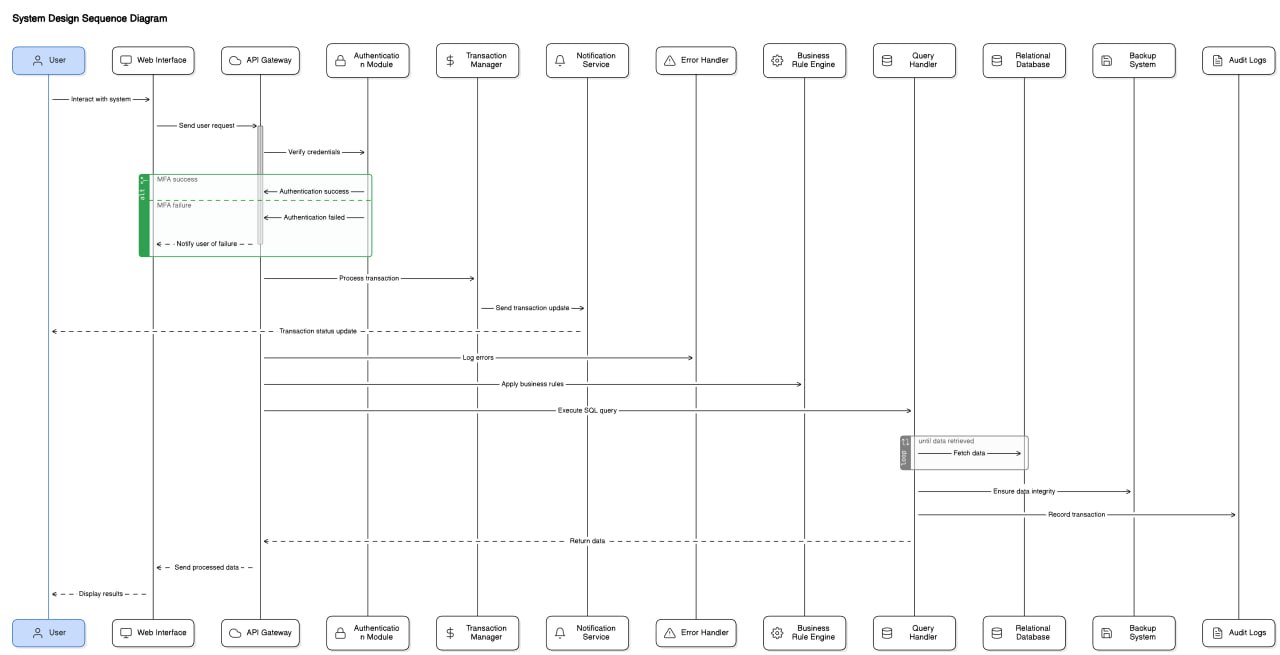 System Design Sequence Diagram
User
Web Interface
API Gateway
Authenticatio
n Module
Transaction
Manager
Notification
Service
Error Handler
Business
Rule Engine
Query
Handler
Relational
Database
Backup
System
Audit Logs
Interact with system
Send user request
Verify credentials
alt
MFA success
Authentication success
MFA failure
Authentication failed
Notify user of failure
Process transaction
Send transaction update
Transaction status update
Log errors
Apply business rules
Execute SQL query
loop
until data retrieved
Fetch data
Ensure data integrity
Record transaction
Return data
Send processed data
Display results
User
Web Interface
API Gateway
Authenticatio
n Module
Transaction
Manager
Notification
Service
Error Handler
Business
Rule Engine
Query
Handler
Relational
Database
Backup
System
Audit Logs